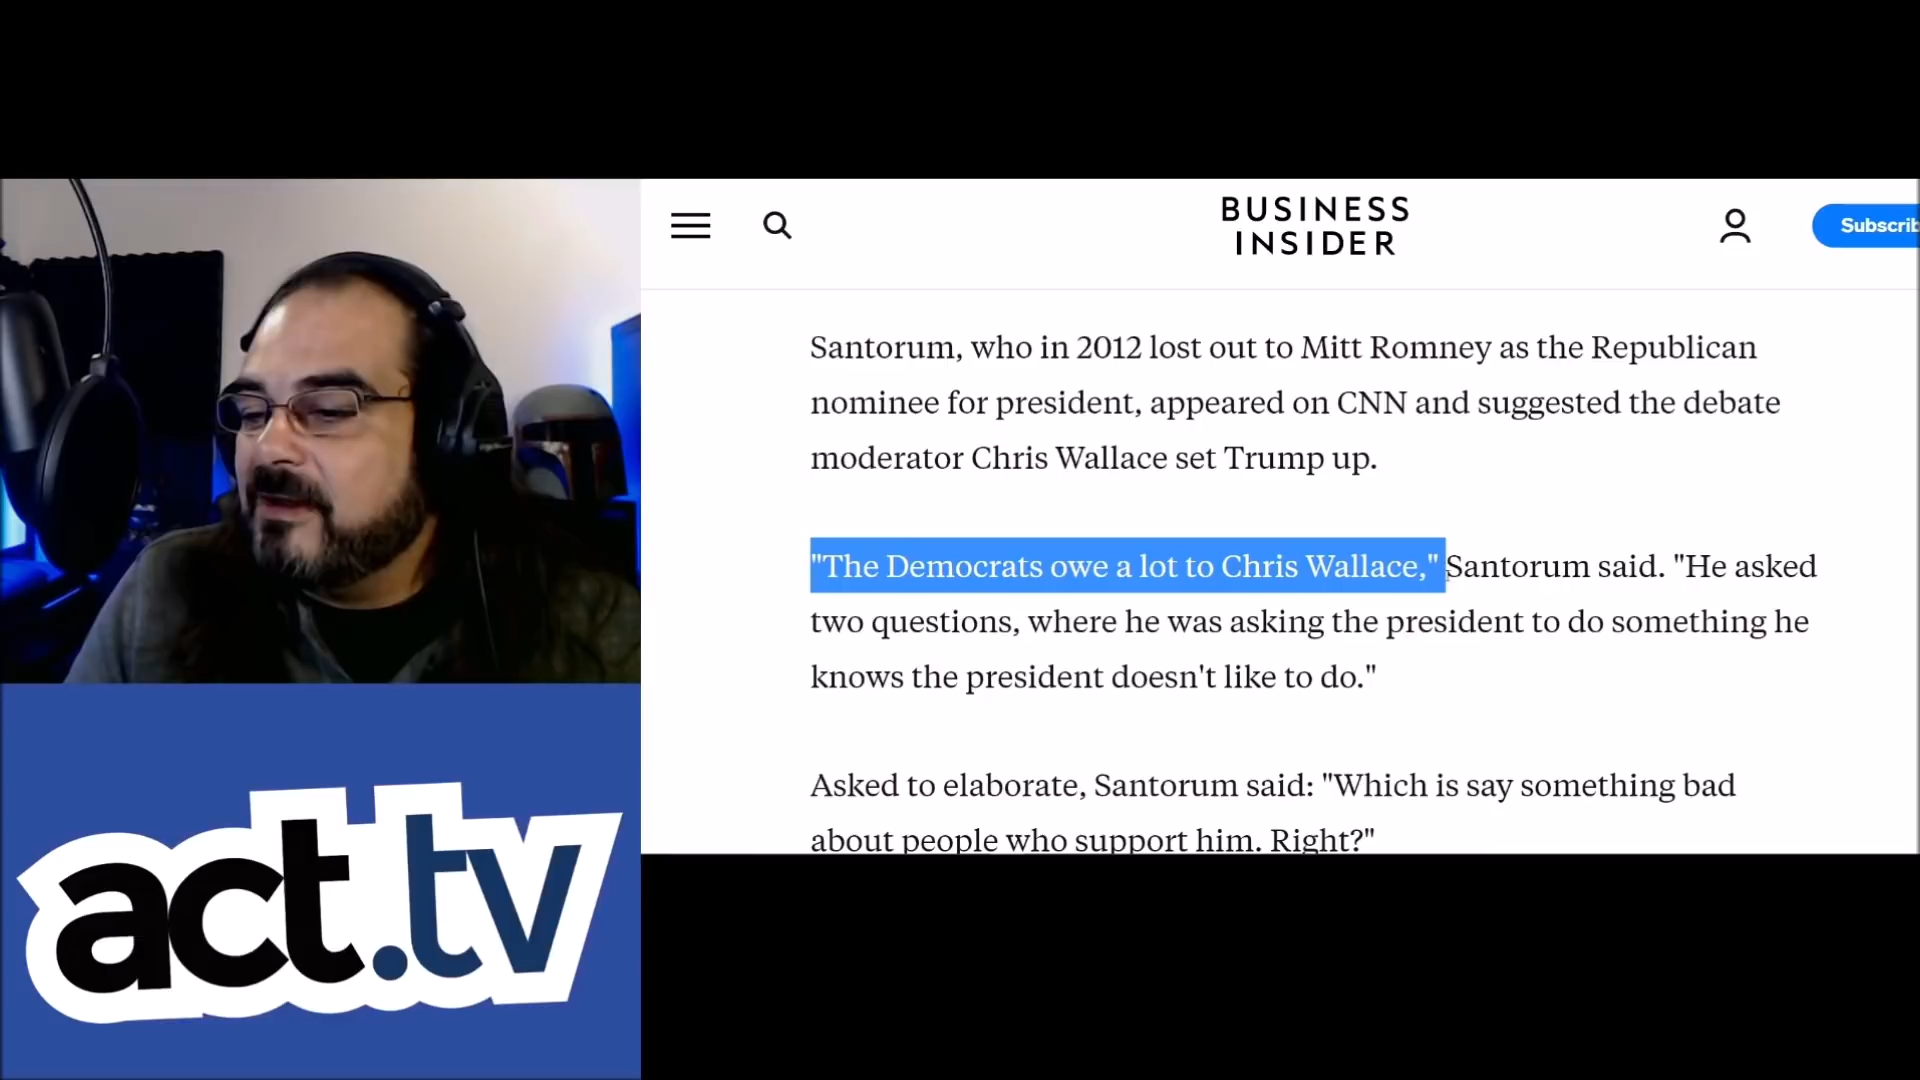 BUSINESS
INSIDER
Subscrib
Santorum, who in 2012 lost out to Mitt Romney as the Republican
nominee for president, appeared on CNN and suggested the debate
moderator Chris Wallace set Trump up.
"The Democrats owe a lot to Chris Wallace," Santorum said. "He asked
two questions, where he was asking the president to do something he
knows the president doesn't like to do."
Asked to elaborate, Santorum said: "Which is say something bad
about people who support him. Right?"
act.tv